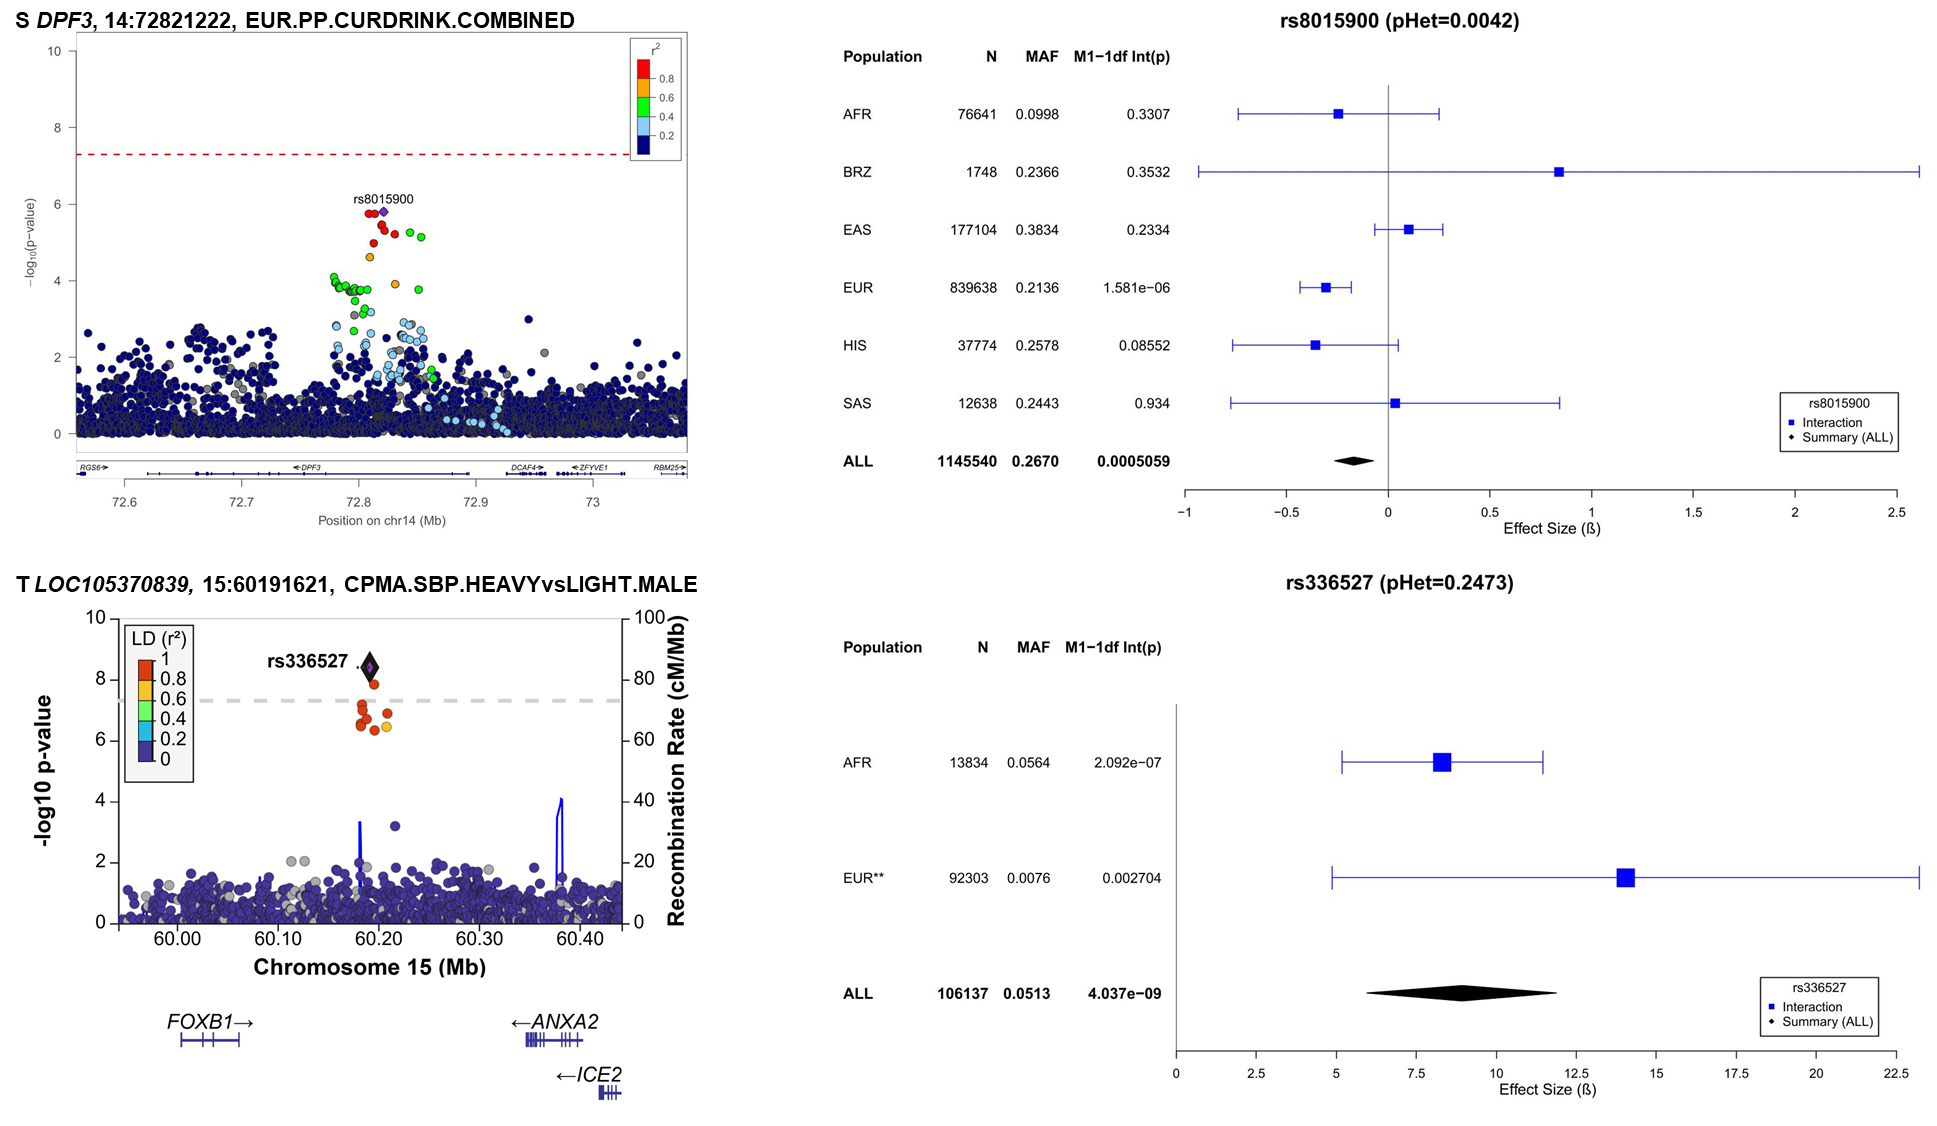 S DPF3, 14:72821222, EUR.PP.CURDRINK.COMBINED
10
8
6
4
2
0
−log10(p−value)
r2
0.8
0.6
0.4
0.2
rs8015900
RGS6→
←DPF3
DCAF4→
←ZFYVE1
RBM25→
72.6 72.7 72.8 72.9 73
Position on chr14 (Mb)
rs8015900 (pHet=0.0042)
Population N MAF M1−1df Int(p)
AFR 76641 0.0998 0.3307
BRZ 1748 0.2366 0.3532
EAS 177104 0.3834 0.2334
EUR 839638 0.2136 1.581e−06
HIS 37774 0.2578 0.08552
SAS 12638 0.2443 0.934
ALL 1145540 0.2670 0.0005059
rs8015900
Interaction
Summary (ALL)
−1 −0.5 0 0.5 1 1.5 2 2.5
Effect Size (ß)
T LOC105370839, 15:60191621, CPMA.SBP.HEAVYvsLIGHT.MALE
10
8
6
4
2
0
-log10 p-value
LD (r²)
1
0.8
0.6
0.4
0.2
0
rs336527
100
80
60
40
20
0
Recombination Rate (cM/Mb)
60.00 60.10 60.20 60.30 60.40
Chromosome 15 (Mb)
FOXB1→
←ANXA2
←ICE2
rs336527 (pHet=0.2473)
Population N MAF M1−1df Int(p)
AFR 13834 0.0564 2.092e−07
EUR** 92303 0.0076 0.002704
ALL 106137 0.0513 4.037e−09
rs336527
Interaction
Summary (ALL)
0 2.5 5 7.5 10 12.5 15 17.5 20 22.5
Effect Size (ß)